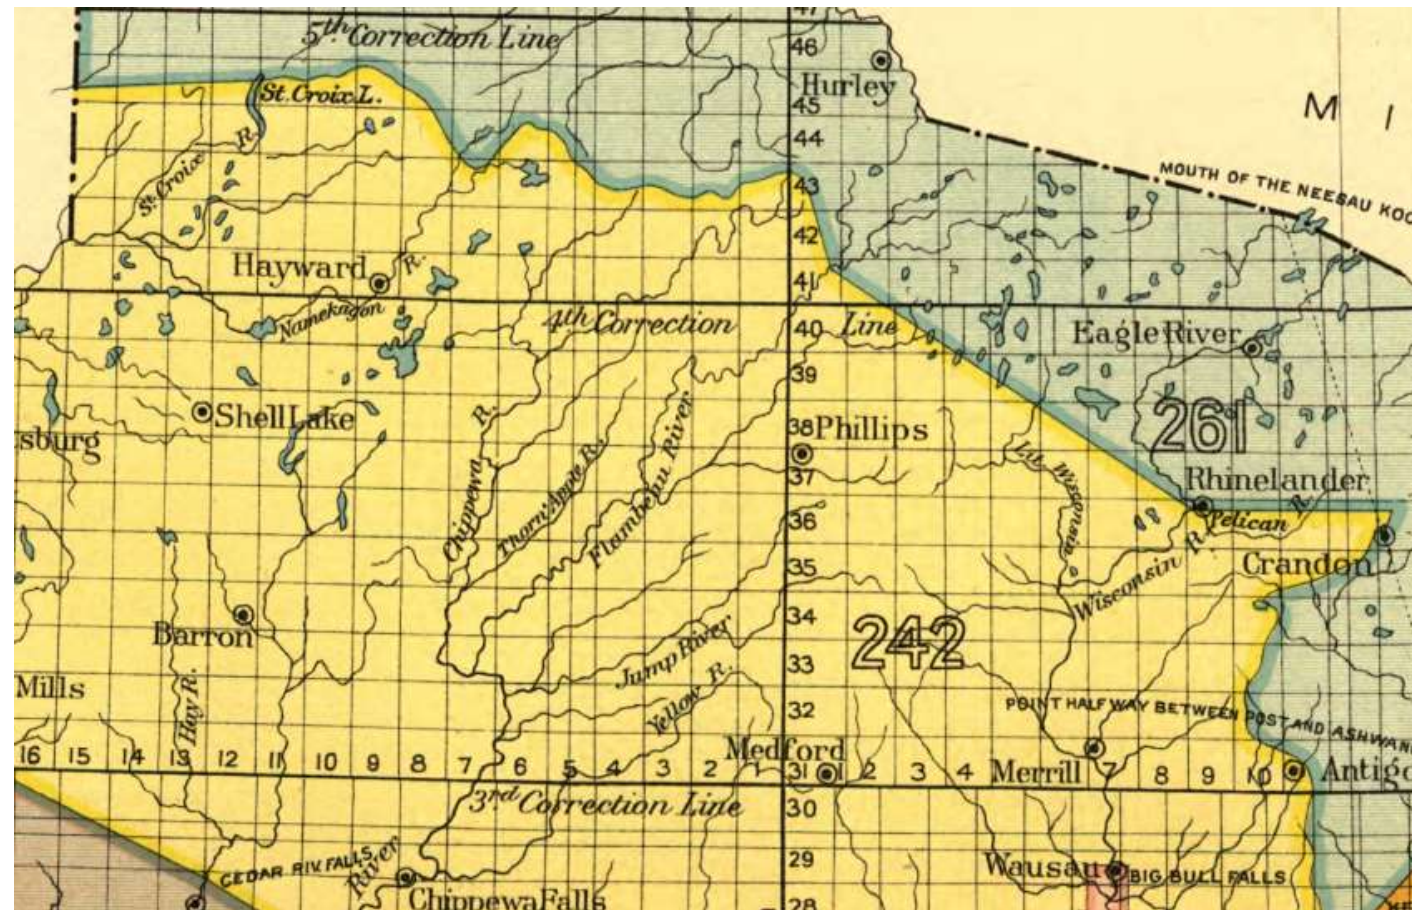 5th Correction Line
47
46
Hurley
45
44
43
42
41
St. Croix L.
St. Croix R.
M I
MOUTH OF THE NEESAU KOO
Hayward
R.
Namekagon
4th Correction Line
40
39
Eagle River
Shell Lake
sburg
38
Phillips
37
261
Rhinelander
Chippewa R.
Thorn Apple R.
Flambeau River
Lit. Wisconsin
36
35
34
33
32
Pelican R.
Crandon
Wisconsin R.
Barron
242
Jump River
Yellow R.
Mills
Hay R.
POINT HALF WAY BETWEEN POST AND ASHWAN
Medford
16 15 14 13 12 11 10 9 8 7 6 5 4 3 2 1 31 1 2 3 4 Merrill 7 8 9 10 Antigo
3rd Correction Line
30
29
28
CEDAR RIV. FALLS
River
Chippewa Falls
Wausau
BIG BULL FALLS